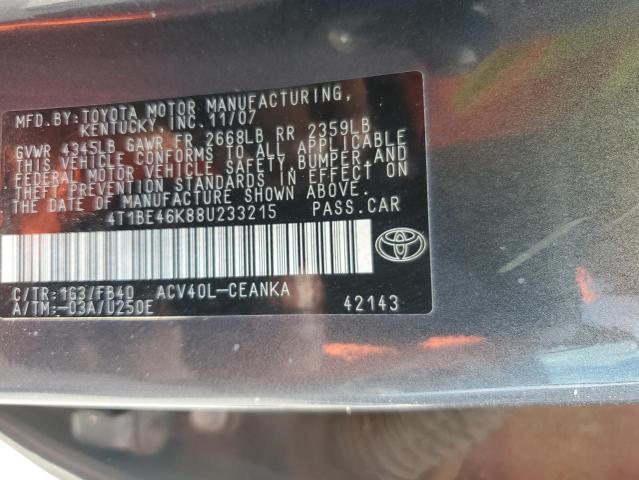 MFD.BY:TOYOTA MOTOR MANUFACTURING,
KENTUCKY, INC. 11/07
GVWR 4345LB GAWR FR 2668LB RR 2359LB
THIS VEHICLE CONFORMS TO ALL APPLICABLE
FEDERAL MOTOR VEHICLE SAFETY, BUMPER, AND
THEFT PREVENTION STANDARDS IN EFFECT ON
THE DATE OF MANUFACTURE SHOWN ABOVE.
4T1BE46K88U233215 PASS.CAR
C/TR:1G3/FB40 ACV40L-CEANKA
A/TM:-03A/U250E 42143